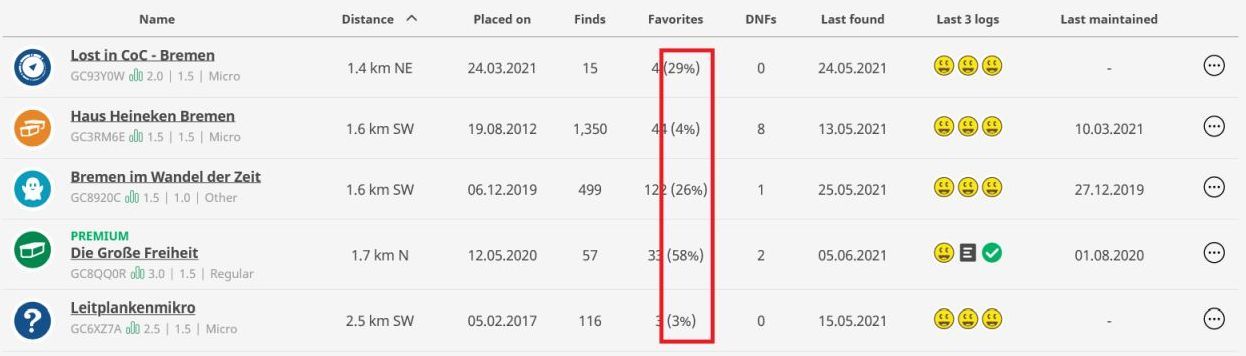 Name Distance Placed on Finds Favorites DNFs Last found Last 3 logs Last maintained
Lost in CoC - Bremen
GC93Y0W 2.0 | 1.5 | Micro
1.4 km NE 24.03.2021 15 4 (29%) 0 24.05.2021 -
Haus Heineken Bremen
GC3RM6E 1.5 | 1.5 | Micro
1.6 km SW 19.08.2012 1,350 44 (4%) 8 13.05.2021 10.03.2021
Bremen im Wandel der Zeit
GC8920C 1.5 | 1.0 | Other
1.6 km SW 06.12.2019 499 122 (26%) 1 25.05.2021 27.12.2019
PREMIUM
Die Große Freiheit
GC8QQ0R 3.0 | 1.5 | Regular
1.7 km N 12.05.2020 57 33 (58%) 2 05.06.2021 01.08.2020
Leitplankenmikro
GC6XZ7A 2.5 | 1.5 | Micro
2.5 km SW 05.02.2017 116 3 (3%) 0 15.05.2021 -